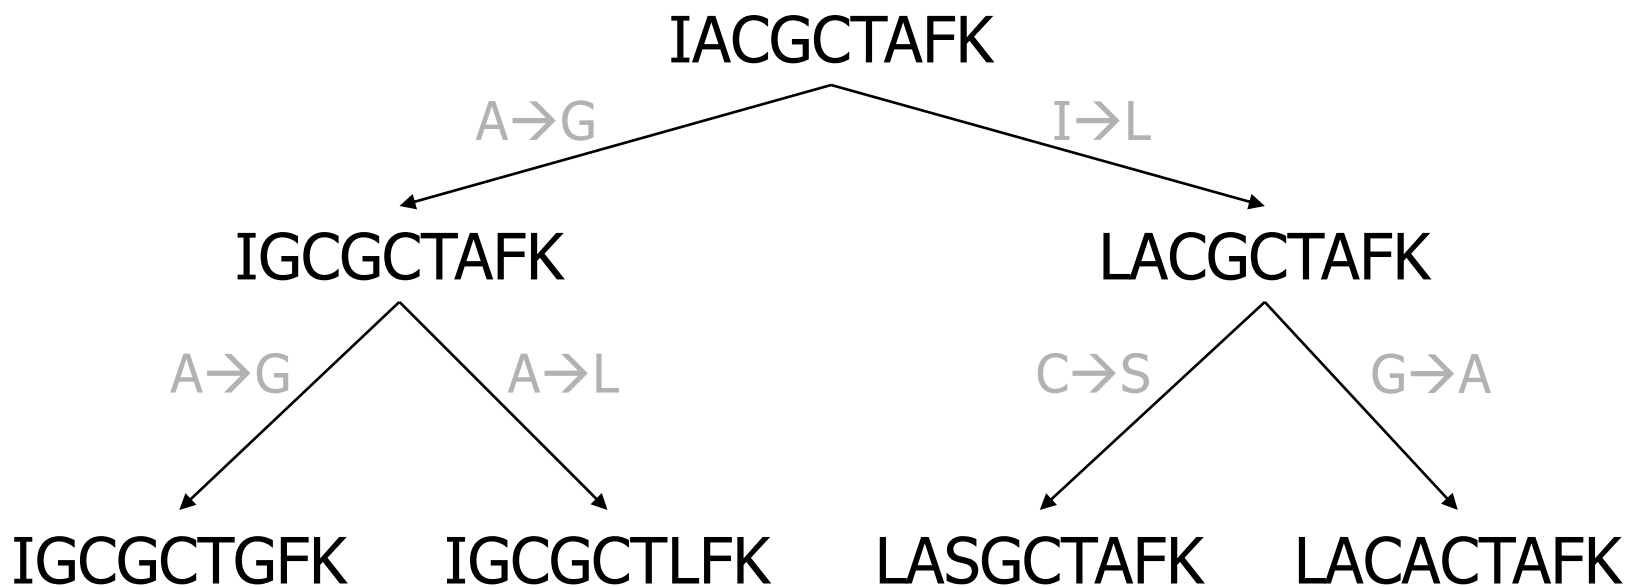 IACGCTAFK
A→G I→L
IGCGCTAFK LACGCTAFK
A→G A→L C→S G→A
IGCGCTGFK IGCGCTLFK LASGCTAFK LACACTAFK